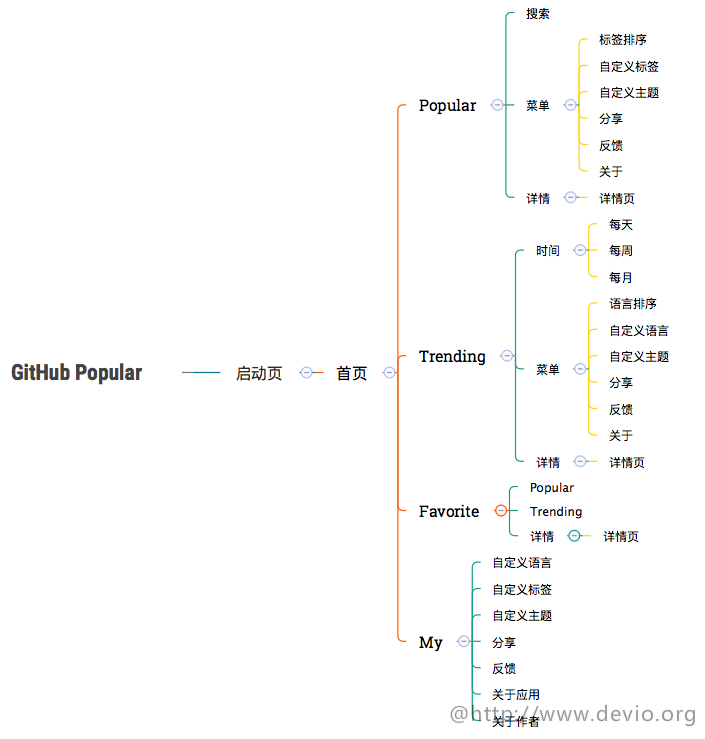 GitHub Popular
启动页
首页
Popular
搜索
菜单
标签排序
自定义标签
自定义主题
分享
反馈
关于
详情
详情页
Trending
时间
每天
每周
每月
菜单
语言排序
自定义语言
自定义主题
分享
反馈
关于
详情
详情页
Favorite
Popular
Trending
详情
详情页
My
自定义语言
自定义标签
自定义主题
分享
反馈
关于应用
关于作者
@http://www.devio.org